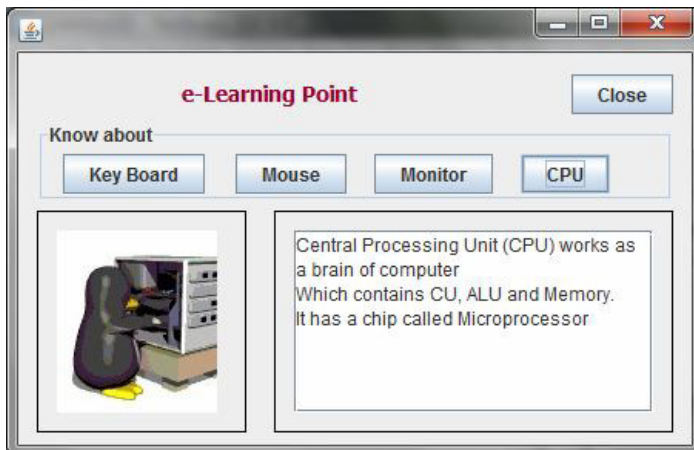 e-Learning Point
Close
Know about
Key Board
Mouse
Monitor
CPU
Central Processing Unit (CPU) works as
a brain of computer
Which contains CU, ALU and Memory.
It has a chip called Microprocessor